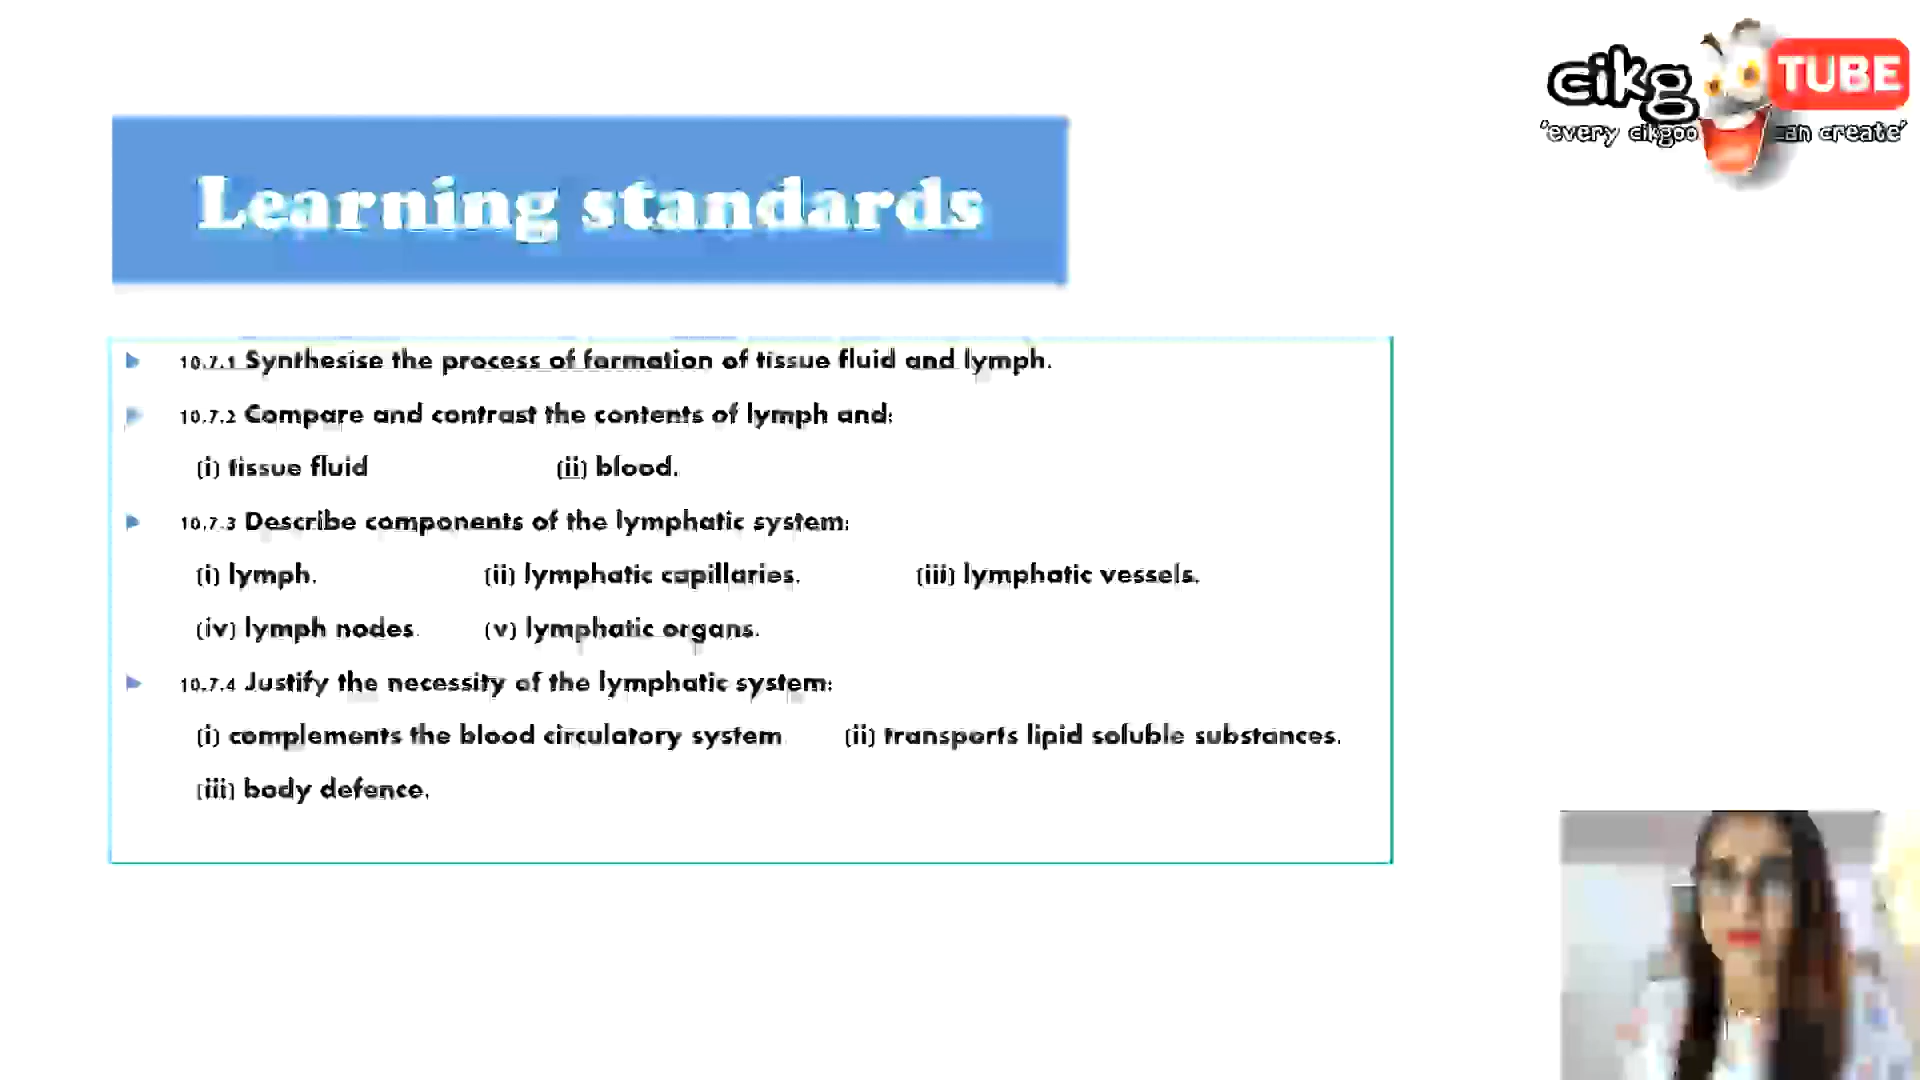 cikgoo TUBE
'every cikgoo can create'
Learning standards
10.7.1 Synthesise the process of formation of tissue fluid and lymph.
10.7.2 Compare and contrast the contents of lymph and:
(i) tissue fluid (ii) blood.
10.7.3 Describe components of the lymphatic system:
(i) lymph. (ii) lymphatic capillaries. (iii) lymphatic vessels.
(iv) lymph nodes. (v) lymphatic organs.
10.7.4 Justify the necessity of the lymphatic system:
(i) complements the blood circulatory system. (ii) transports lipid soluble substances.
(iii) body defence.